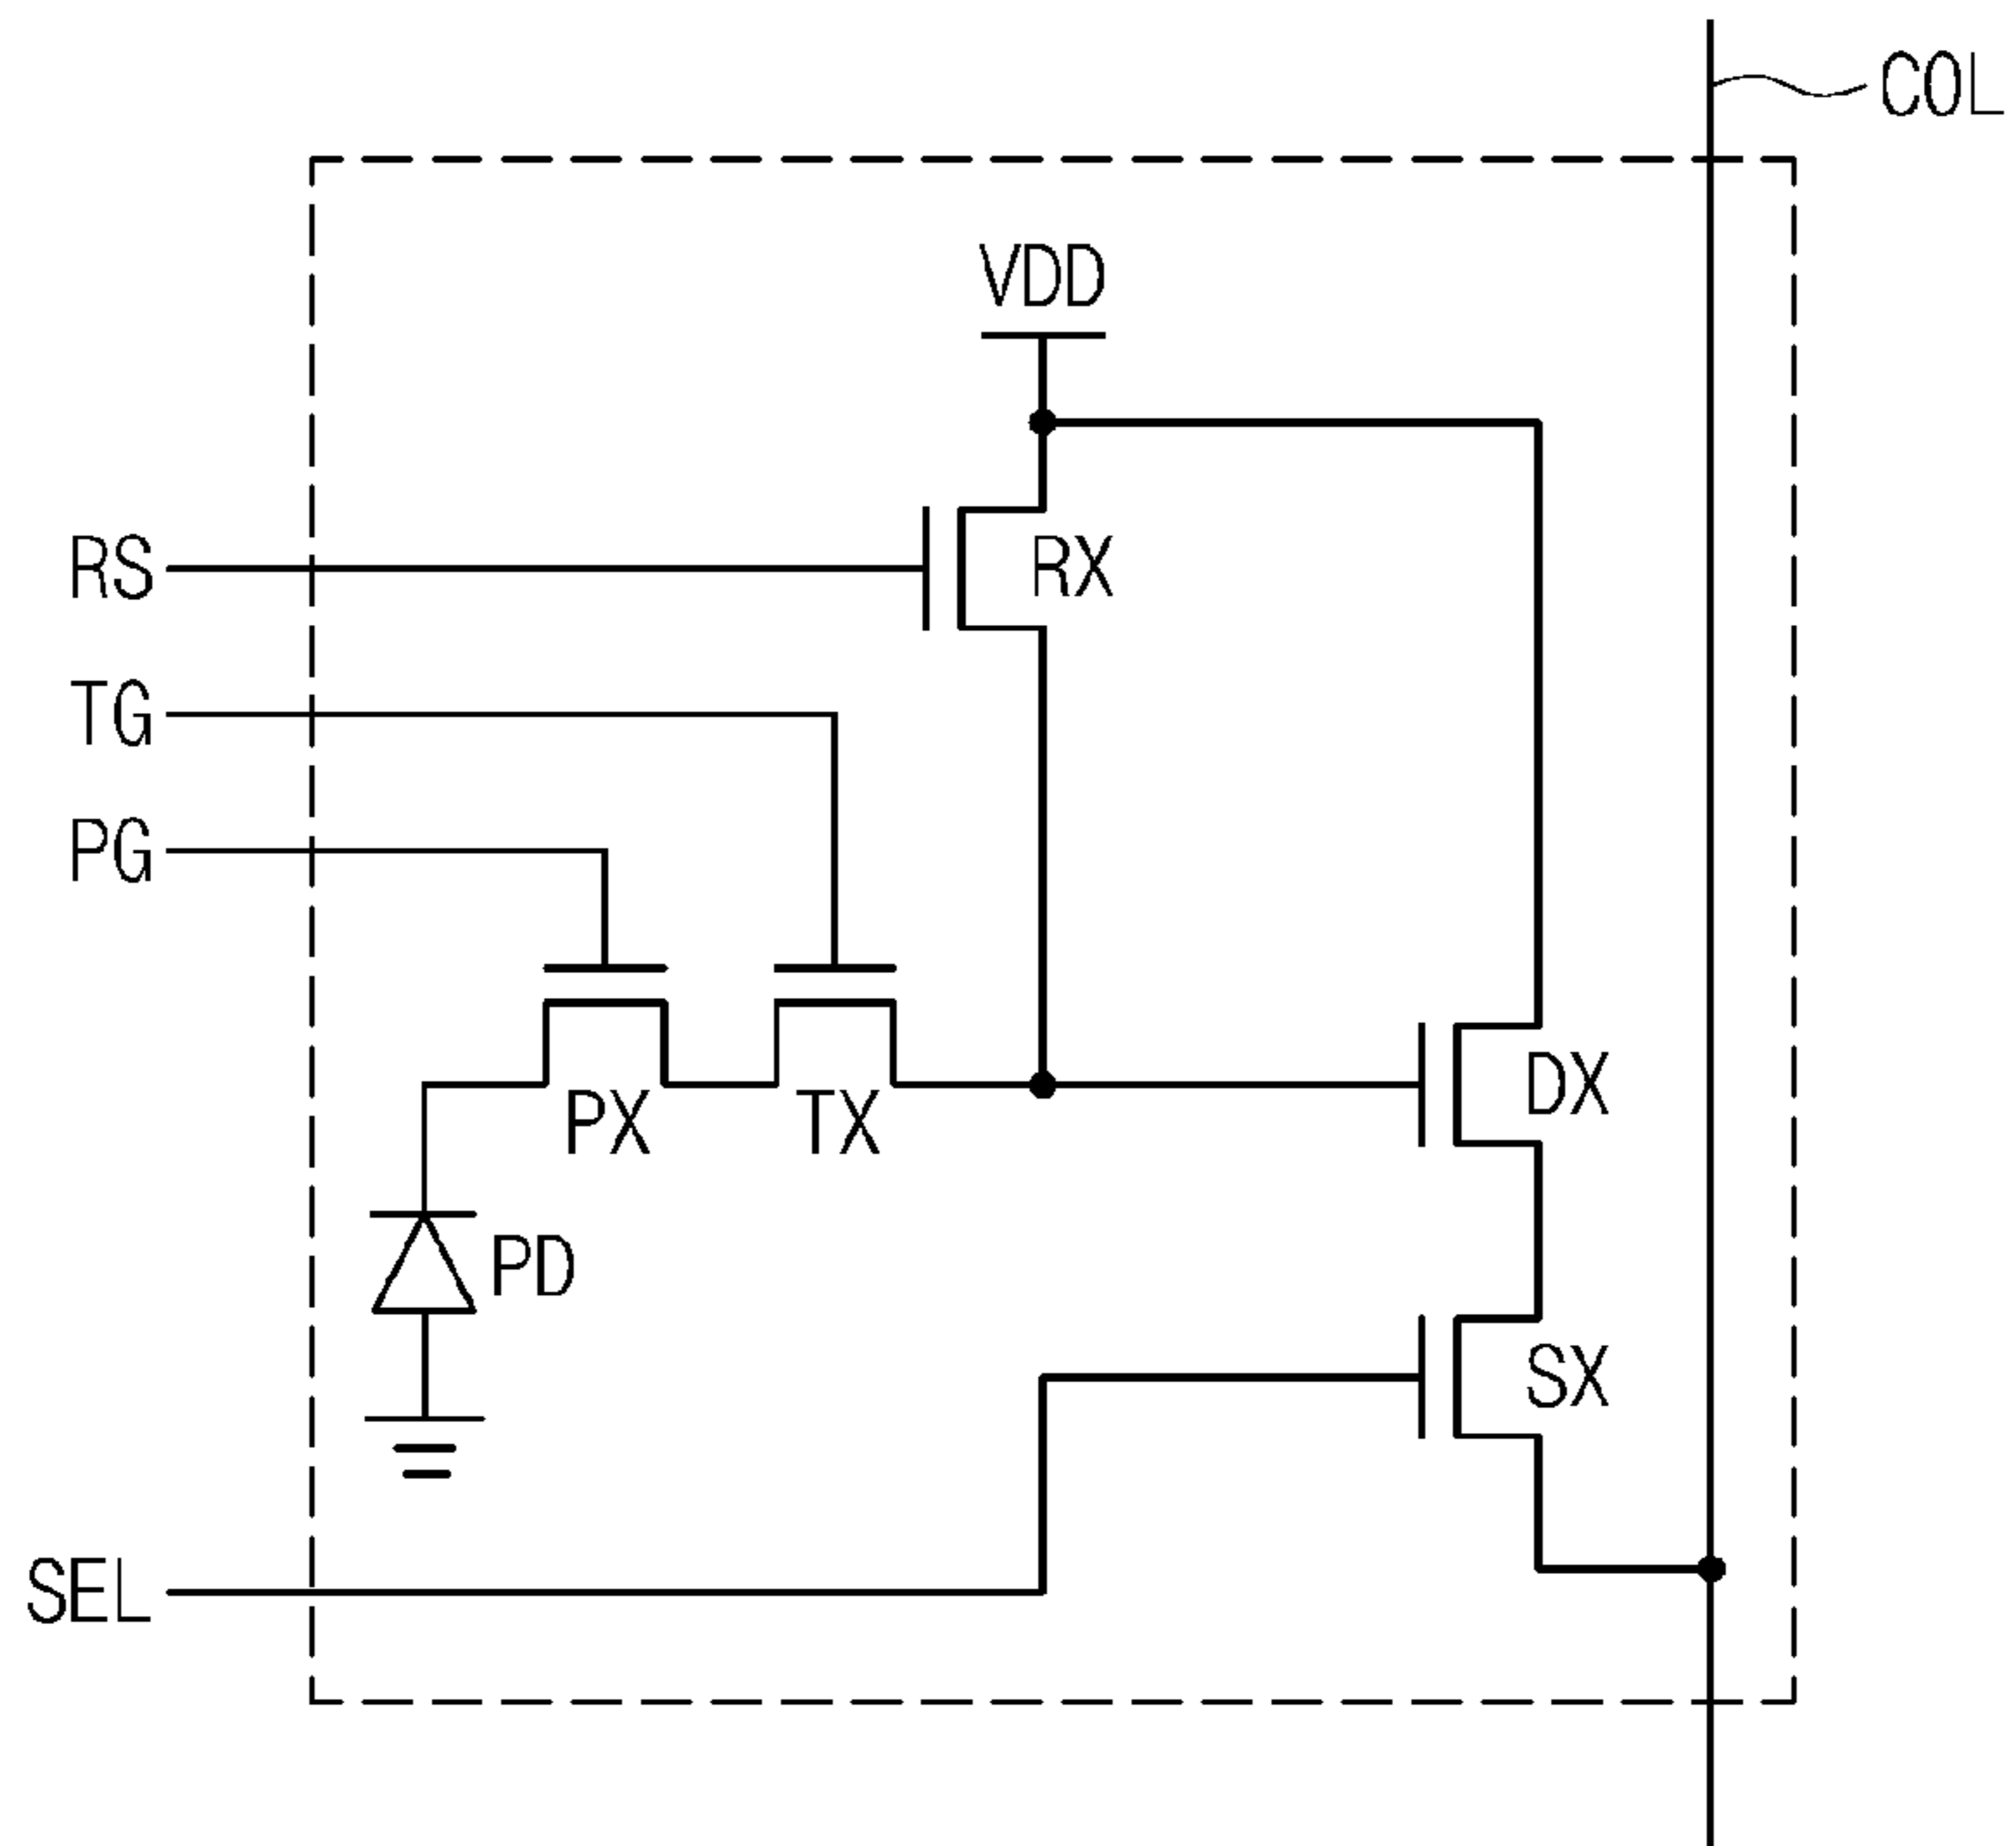 COL
VDD
RS
RX
TG
PG
DX
PX
TX
PD
SX
SEL